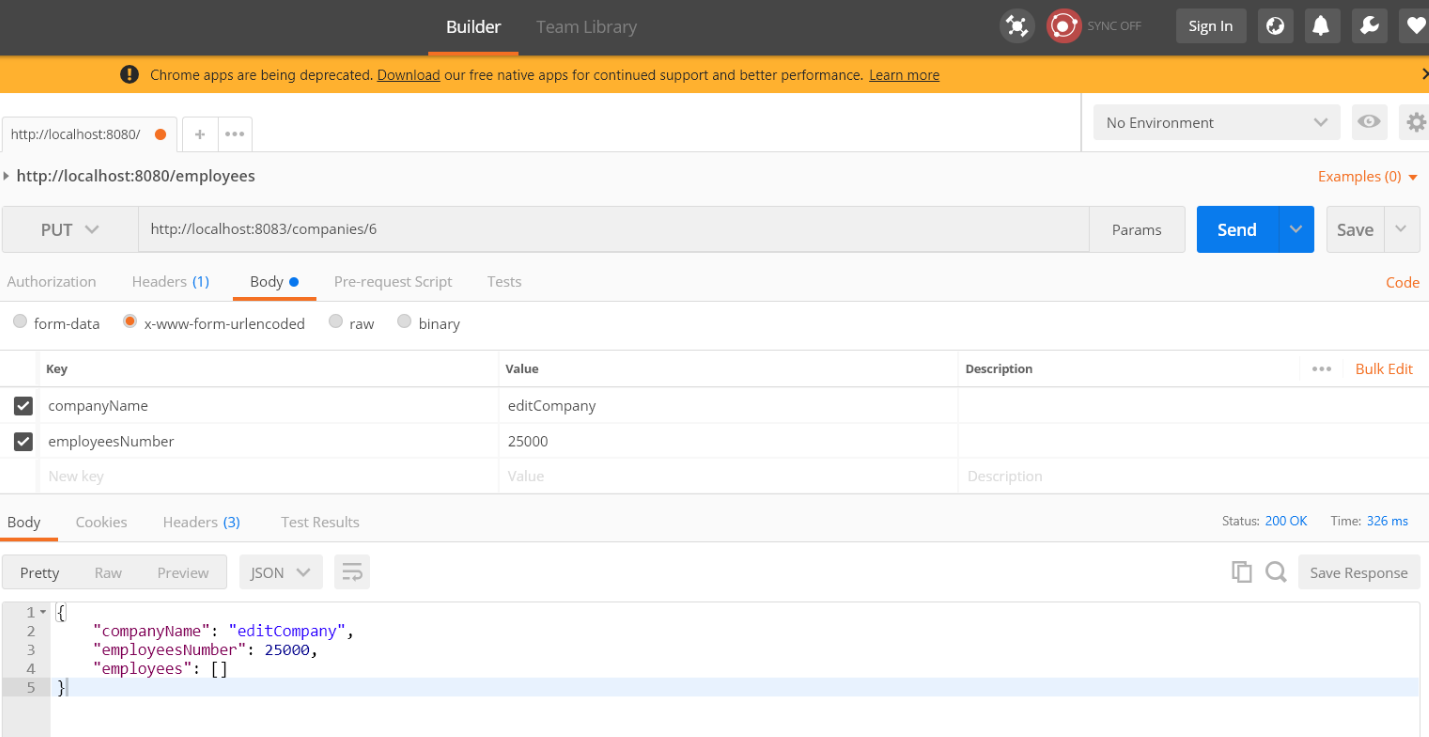 Builder Team Library SYNC OFF Sign In
Chrome apps are being deprecated. Download our free native apps for continued support and better performance. Learn more
http://localhost:8080/ + ••• No Environment
http://localhost:8080/employees Examples (0)
PUT http://localhost:8083/companies/6 Params Send Save
Authorization Headers (1) Body Pre-request Script Tests Code
form-data x-www-form-urlencoded raw binary
Key Value Description ••• Bulk Edit
companyName editCompany
employeesNumber 25000
New key Value Description
Body Cookies Headers (3) Test Results Status: 200 OK Time: 326 ms
Pretty Raw Preview JSON Save Response
1 {
2 "companyName": "editCompany",
3 "employeesNumber": 25000,
4 "employees": []
5 }